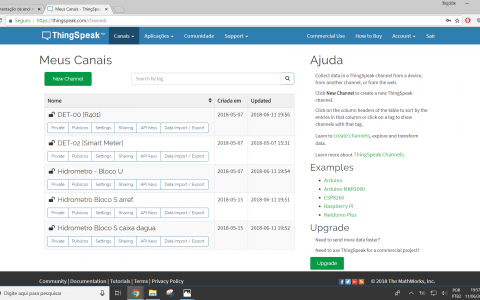 Meus Canais - ThingSpe
Seguro
https://thingspeak.com/channels
ThingSpeak™
Canais
Aplicações
Comunidade
Support
Commercial Use
How to Buy
Account
Sair
Meus Canais
New Channel
Search by tag
Nome
Criado em
Updated
DET-00 [R401]
2018-05-07
2018-06-11 19:56
Private Públicos Settings Sharing API Keys Data Import / Export
DET-02 [Smart Meter]
2018-05-07
2018-05-07 15:31
Private Públicos Settings Sharing API Keys Data Import / Export
Hidrometro - Bloco U
2018-05-07
2018-06-11 19:54
Private Públicos Settings Sharing API Keys Data Import / Export
Hidrometro Bloco S arref.
2018-05-15
2018-06-11 19:51
Private Públicos Settings Sharing API Keys Data Import / Export
Hidrometro Bloco S caixa dagua
2018-05-15
2018-06-11 19:52
Private Públicos Settings Sharing API Keys Data Import / Export
Ajuda
Collect data in a ThingSpeak channel from a device,
from another channel, or from the web.
Click New Channel to create a new ThingSpeak
channel.
Click on the column headers of the table to sort by the
entries in that column or click on a tag to show
channels with that tag.
Learn to create channels, explore and transform
data.
Learn more about ThingSpeak Channels.
Examples
Arduino
Arduino MKR1000
ESP8266
Raspberry Pi
Netduino Plus
Upgrade
Need to send more data faster?
Need to use ThingSpeak for a commercial project?
Upgrade
Community | Documentation | Tutorials | Terms | Privacy Policy
© 2018 The MathWorks, Inc.
Digite aqui para pesquisar
POR
PTB2